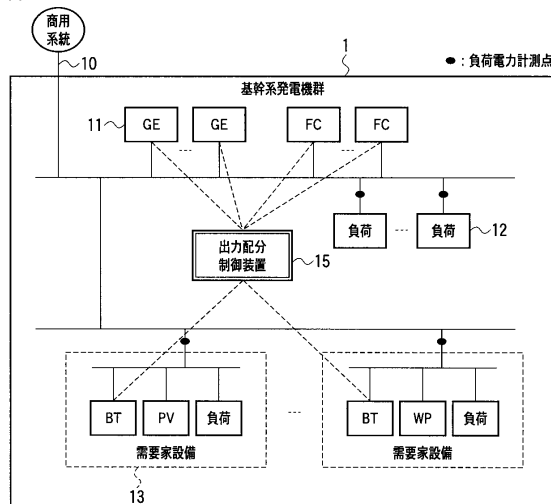 商用
系統
10
1
●:負荷電力計測点
基幹系発電機群
11
GE
GE
FC
FC
負荷
負荷
12
出力配分
制御装置
15
BT
PV
負荷
BT
WP
負荷
需要家設備
需要家設備
13